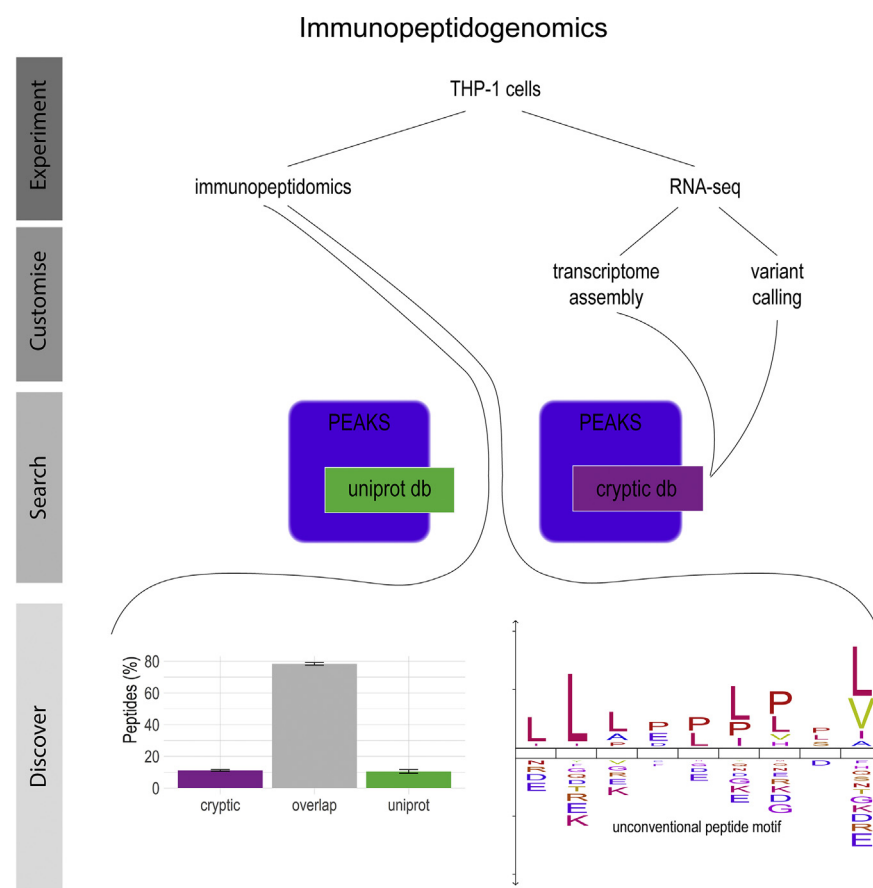 Immunopeptidogenomics
Experiment
THP-1 cells
immunopeptidomics
RNA-seq
Customise
transcriptome
assembly
variant
calling
Search
PEAKS
uniprot db
PEAKS
cryptic db
Discover
Peptides (%)
80
60
40
20
0
cryptic
overlap
uniprot
L
L
L
A
P
P
E
D
P
L
L
P
I
P
L
V
H
P
L
S
L
V
I
A
N
R
D
E
G
D
T
R
E
K
V
G
R
E
K
G
E
D
G
K
E
E
R
K
D
G
D
H
Q
S
N
T
G
K
D
R
E
unconventional peptide motif